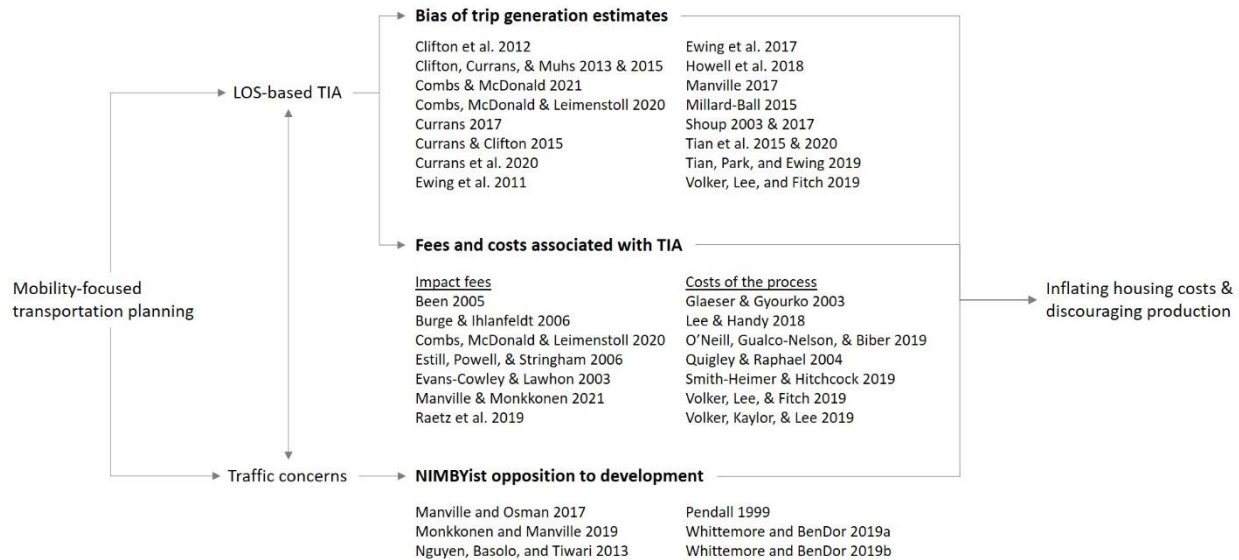 Mobility-focused
transportation planning
LOS-based TIA
Traffic concerns
Bias of trip generation estimates
Clifton et al. 2012
Clifton, Currans, & Muhs 2013 & 2015
Combs & McDonald 2021
Combs, McDonald & Leimenstoll 2020
Currans 2017
Currans & Clifton 2015
Currans et al. 2020
Ewing et al. 2011
Ewing et al. 2017
Howell et al. 2018
Manville 2017
Millard-Ball 2015
Shoup 2003 & 2017
Tian et al. 2015 & 2020
Tian, Park, and Ewing 2019
Volker, Lee, and Fitch 2019
Fees and costs associated with TIA
Impact fees
Been 2005
Burge & Ihlanfeldt 2006
Combs, McDonald & Leimenstoll 2020
Estill, Powell, & Stringham 2006
Evans-Cowley & Lawhon 2003
Manville & Monkkonen 2021
Raetz et al. 2019
Costs of the process
Glaeser & Gyourko 2003
Lee & Handy 2018
O'Neill, Gualco-Nelson, & Biber 2019
Quigley & Raphael 2004
Smith-Heimer & Hitchcock 2019
Volker, Lee, & Fitch 2019
Volker, Kaylor, & Lee 2019
NIMBYist opposition to development
Manville and Osman 2017
Monkkonen and Manville 2019
Nguyen, Basolo, and Tiwari 2013
Pendall 1999
Whittemore and BenDor 2019a
Whittemore and BenDor 2019b
Inflating housing costs &
discouraging production